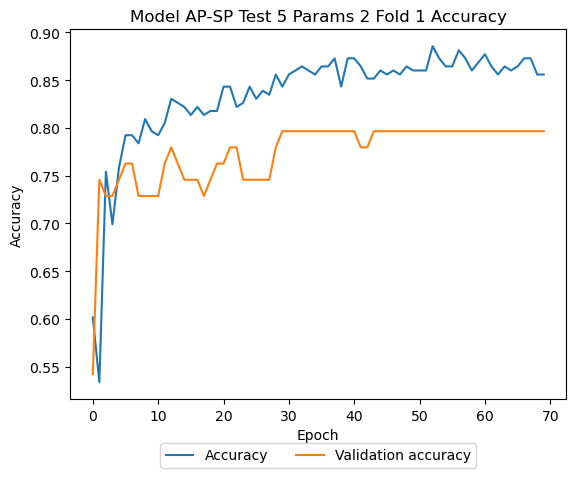 Model AP-SP Test 5 Params 2 Fold 1 Accuracy
0.90
0.85
0.80
0.75
0.70
0.65
0.60
0.55
Accuracy
0 10 20 30 40 50 60 70
Epoch
Accuracy Validation accuracy